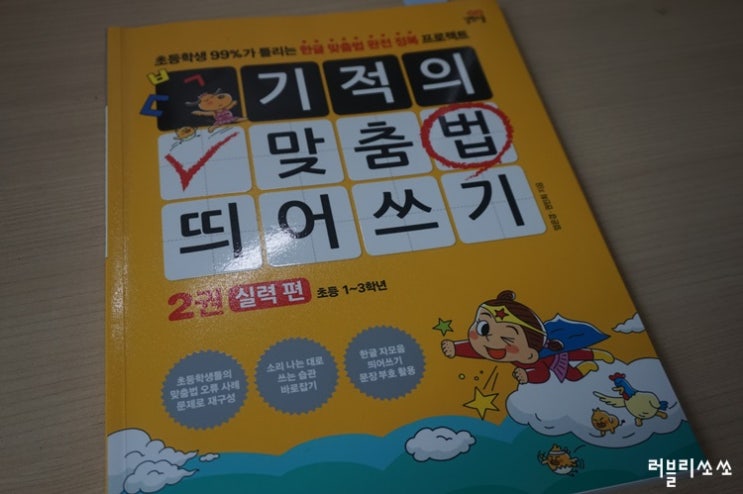 초등학생 99%가 틀리는 한글 맞춤법 완전 정복 프로젝트
기적의
맞춤법
띄어쓰기
2권 실력 편 초등 1~3학년
초등학생들의
맞춤법 오류 사례
문제로 재구성
소리 나는 대로
쓰는 습관
바로잡기
한글 자모음
띄어쓰기
문장 부호 활용
러블리쏘쏘